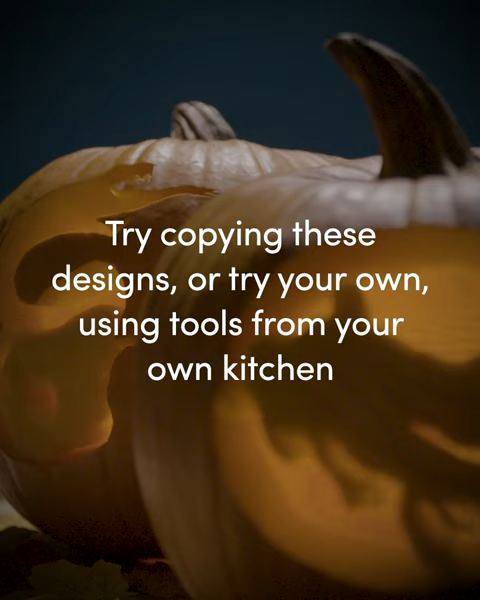 Try copying these
designs, or try your own,
using tools from your
own kitchen